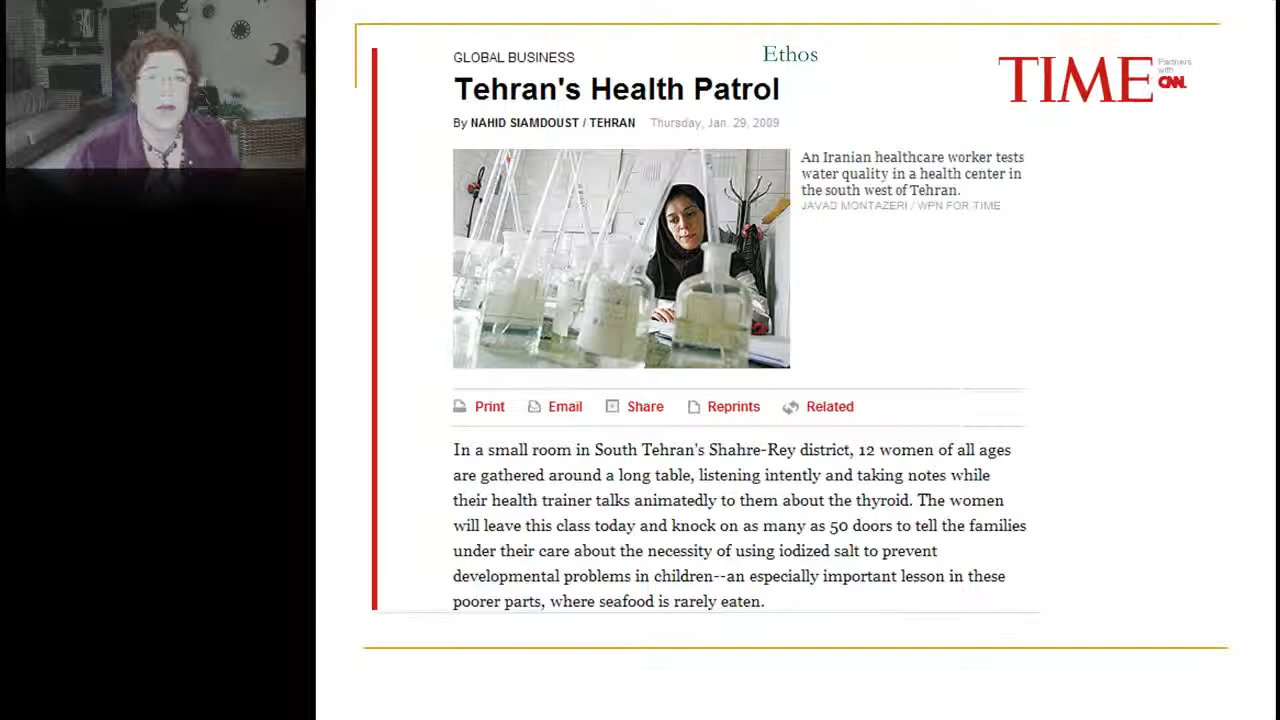 GLOBAL BUSINESS
Ethos
TIME
Partners
with
CNN
Tehran's Health Patrol
By NAHID SIAMDOUST / TEHRAN Thursday, Jan. 29, 2009
An Iranian healthcare worker tests
water quality in a health center in
the south west of Tehran.
JAVAD MONTAZERI / WPN FOR TIME
Print Email Share Reprints Related
In a small room in South Tehran's Shahre-Rey district, 12 women of all ages
are gathered around a long table, listening intently and taking notes while
their health trainer talks animatedly to them about the thyroid. The women
will leave this class today and knock on as many as 50 doors to tell the families
under their care about the necessity of using iodized salt to prevent
developmental problems in children--an especially important lesson in these
poorer parts, where seafood is rarely eaten.